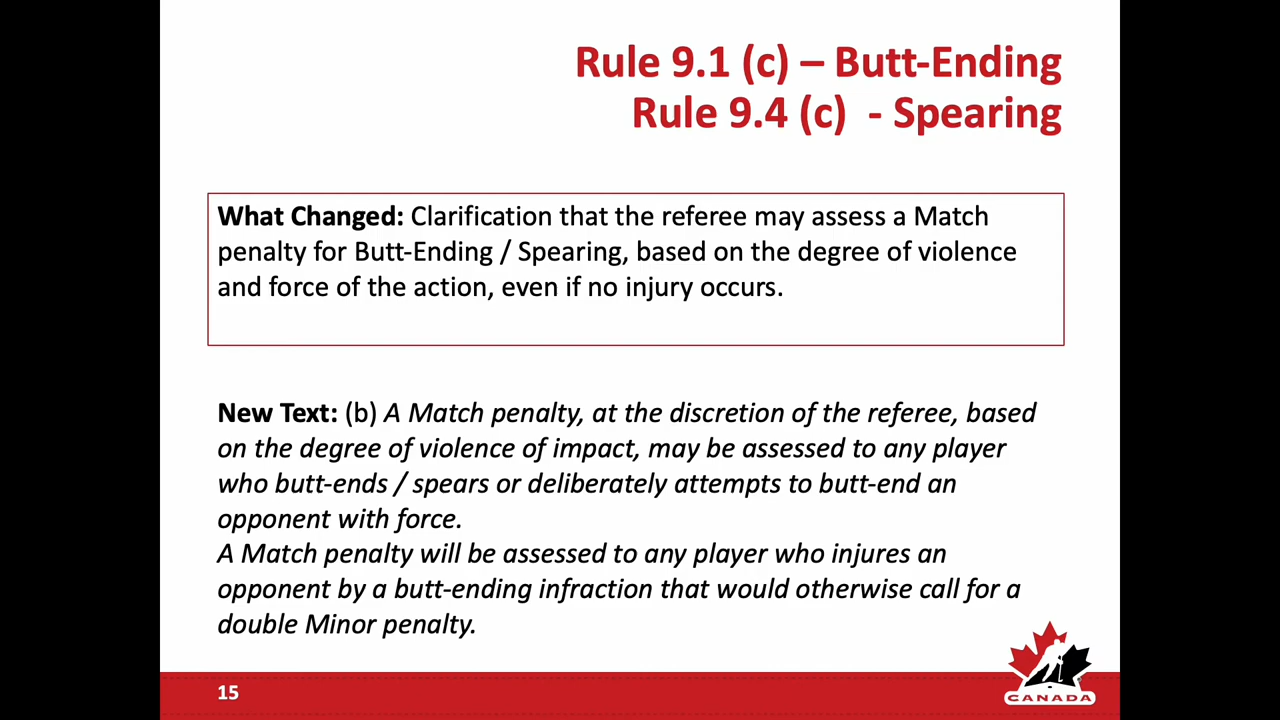 Rule 9.1 (c) – Butt-Ending
Rule 9.4 (c)  - Spearing
What Changed: Clarification that the referee may assess a Match
penalty for Butt-Ending / Spearing, based on the degree of violence
and force of the action, even if no injury occurs.
New Text: (b) A Match penalty, at the discretion of the referee, based
on the degree of violence of impact, may be assessed to any player
who butt-ends / spears or deliberately attempts to butt-end an
opponent with force.
A Match penalty will be assessed to any player who injures an
opponent by a butt-ending infraction that would otherwise call for a
double Minor penalty.
15
CANADA